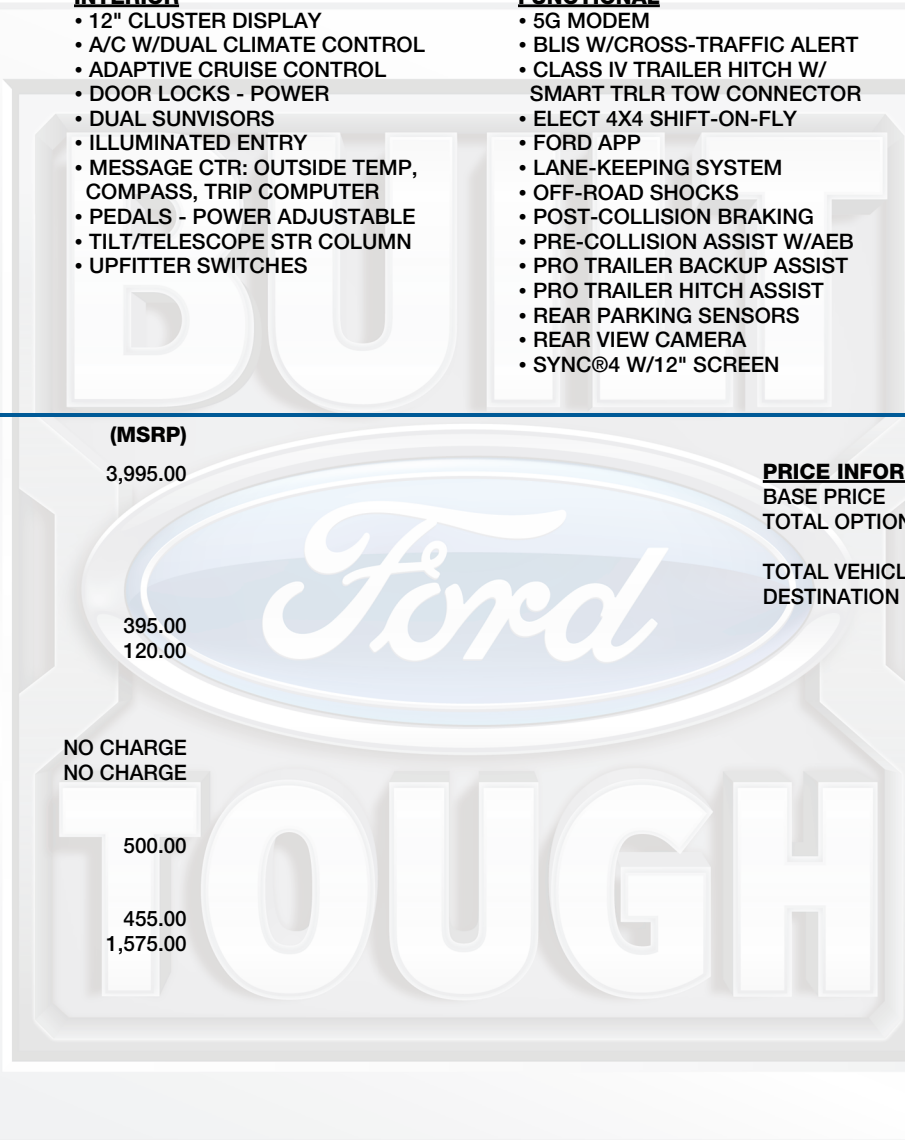 INTERIOR
• 12" CLUSTER DISPLAY
• A/C W/DUAL CLIMATE CONTROL
• ADAPTIVE CRUISE CONTROL
• DOOR LOCKS - POWER
• DUAL SUNVISORS
• ILLUMINATED ENTRY
• MESSAGE CTR: OUTSIDE TEMP,
COMPASS, TRIP COMPUTER
• PEDALS - POWER ADJUSTABLE
• TILT/TELESCOPE STR COLUMN
• UPFITTER SWITCHES
FUNCTIONAL
• 5G MODEM
• BLIS W/CROSS-TRAFFIC ALERT
• CLASS IV TRAILER HITCH W/
SMART TRLR TOW CONNECTOR
• ELECT 4X4 SHIFT-ON-FLY
• FORD APP
• LANE-KEEPING SYSTEM
• OFF-ROAD SHOCKS
• POST-COLLISION BRAKING
• PRE-COLLISION ASSIST W/AEB
• PRO TRAILER BACKUP ASSIST
• PRO TRAILER HITCH ASSIST
• REAR PARKING SENSORS
• REAR VIEW CAMERA
• SYNC®4 W/12" SCREEN
(MSRP)
3,995.00
395.00
120.00
NO CHARGE
NO CHARGE
500.00
455.00
1,575.00
PRICE INFOR
BASE PRICE
TOTAL OPTION
TOTAL VEHICL
DESTINATION
BUILT
Ford
TOUGH